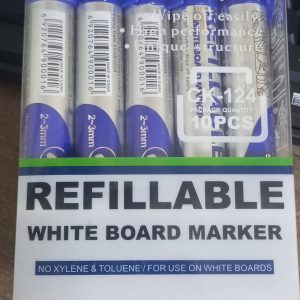 Wipe off easily
• High performance
• Unique structure
CK-124
PACKAGE QUANTITY
10PCS
2~3mm
2~3mm
2~3mm
REFILLABLE
WHITE BOARD MARKER
NO XYLENE & TOLUENE / FOR USE ON WHITE BOARDS